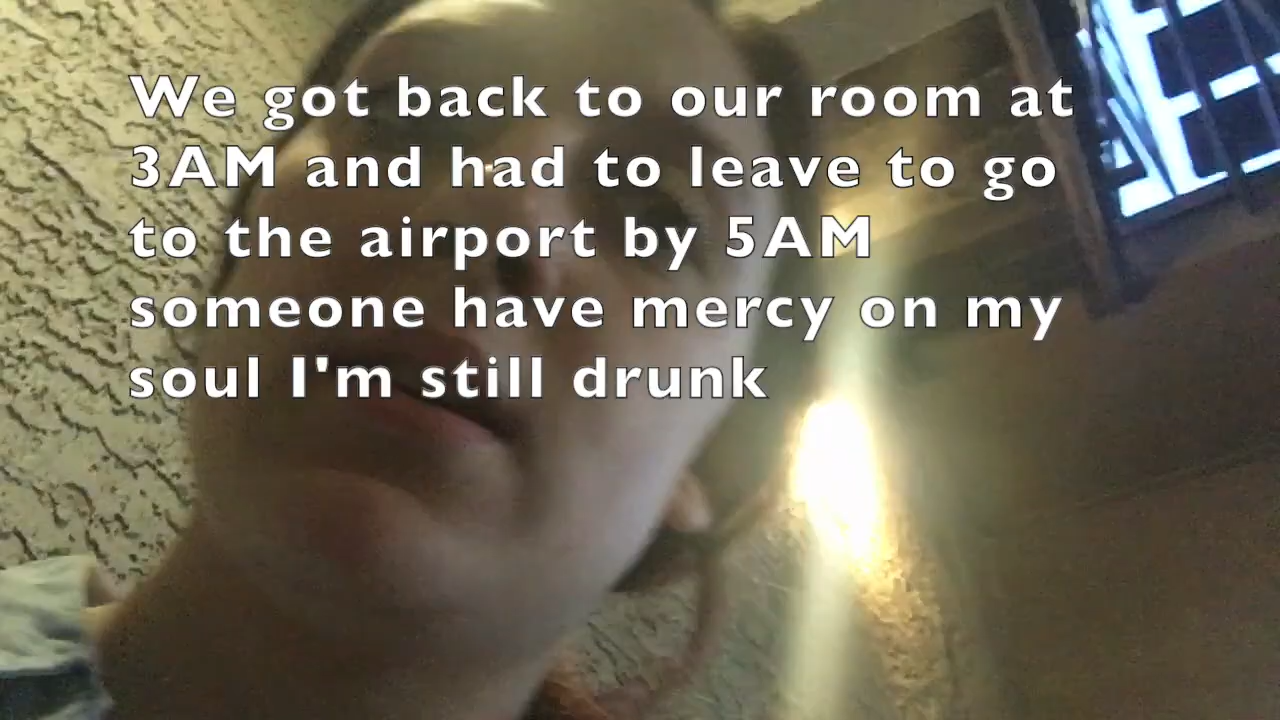 We got back to our room at
3AM and had to leave to go
to the airport by 5AM
someone have mercy on my
soul I'm still drunk